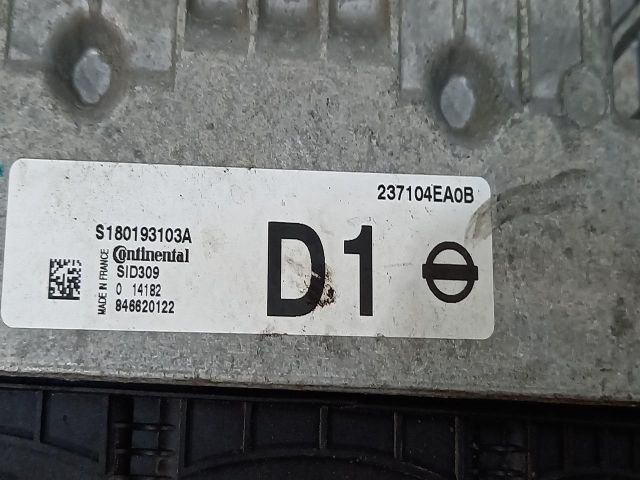 237104EA0B
S180193103A
Continental
SID309
0 14182
846620122
MADE IN FRANCE
D1